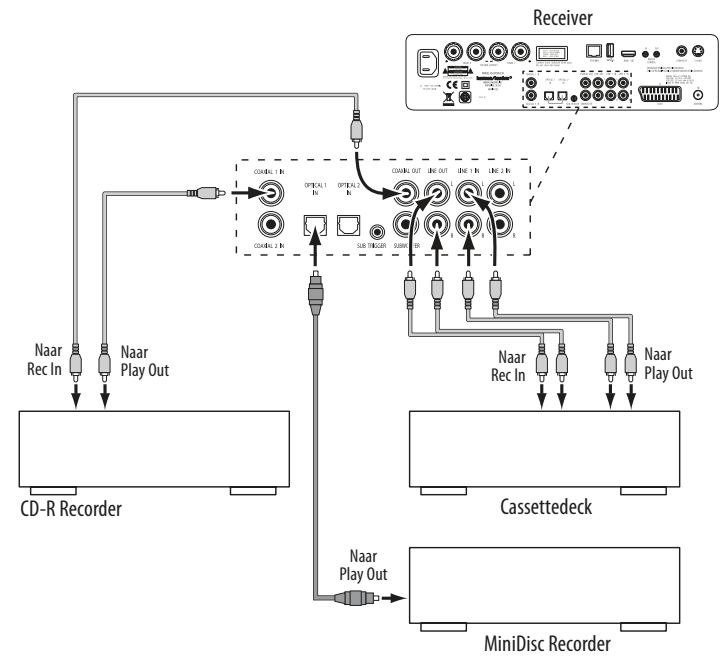 Receiver
COAXIAL 1 IN
OPTICAL 1
IN
OPTICAL 2
IN
COAXIAL OUT
LINE OUT
LINE 1 IN
LINE 2 IN
L
L
L
R
R
R
COAXIAL 2 IN
SUB TRIGGER
SUBWOOFER
Naar
Rec In
Naar
Play Out
Naar
Rec In
Naar
Play Out
CD-R Recorder
Cassettedeck
Naar
Play Out
MiniDisc Recorder